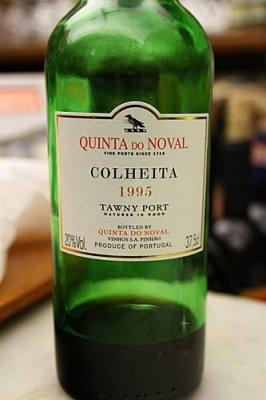 QUINTA DO NOVAL
FINE PORTS SINCE 1715
COLHEITA
1995
TAWNY PORT
MATURED IN WOOD
BOTTLED BY
QUINTA DO NOVAL
VINHOS S.A. PINHÃO
20%Vol. PRODUCE OF PORTUGAL 37.5cl